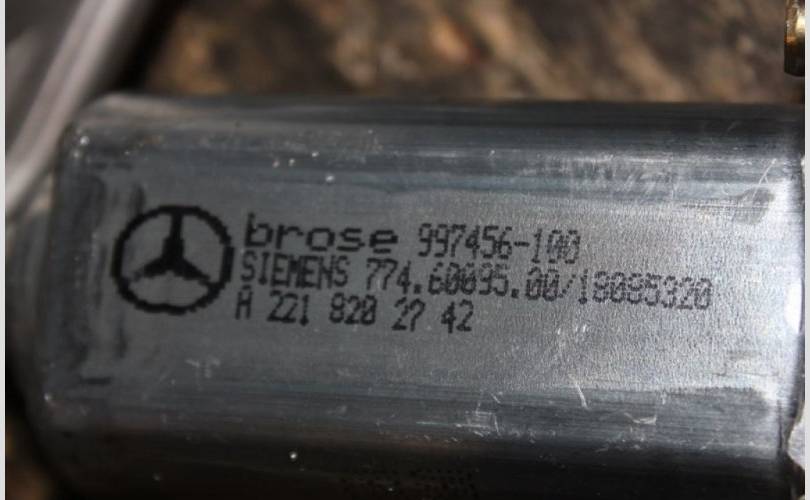 brose 997456-100
SIEMENS 774.60095.00/18085320
A 221 820 27 42